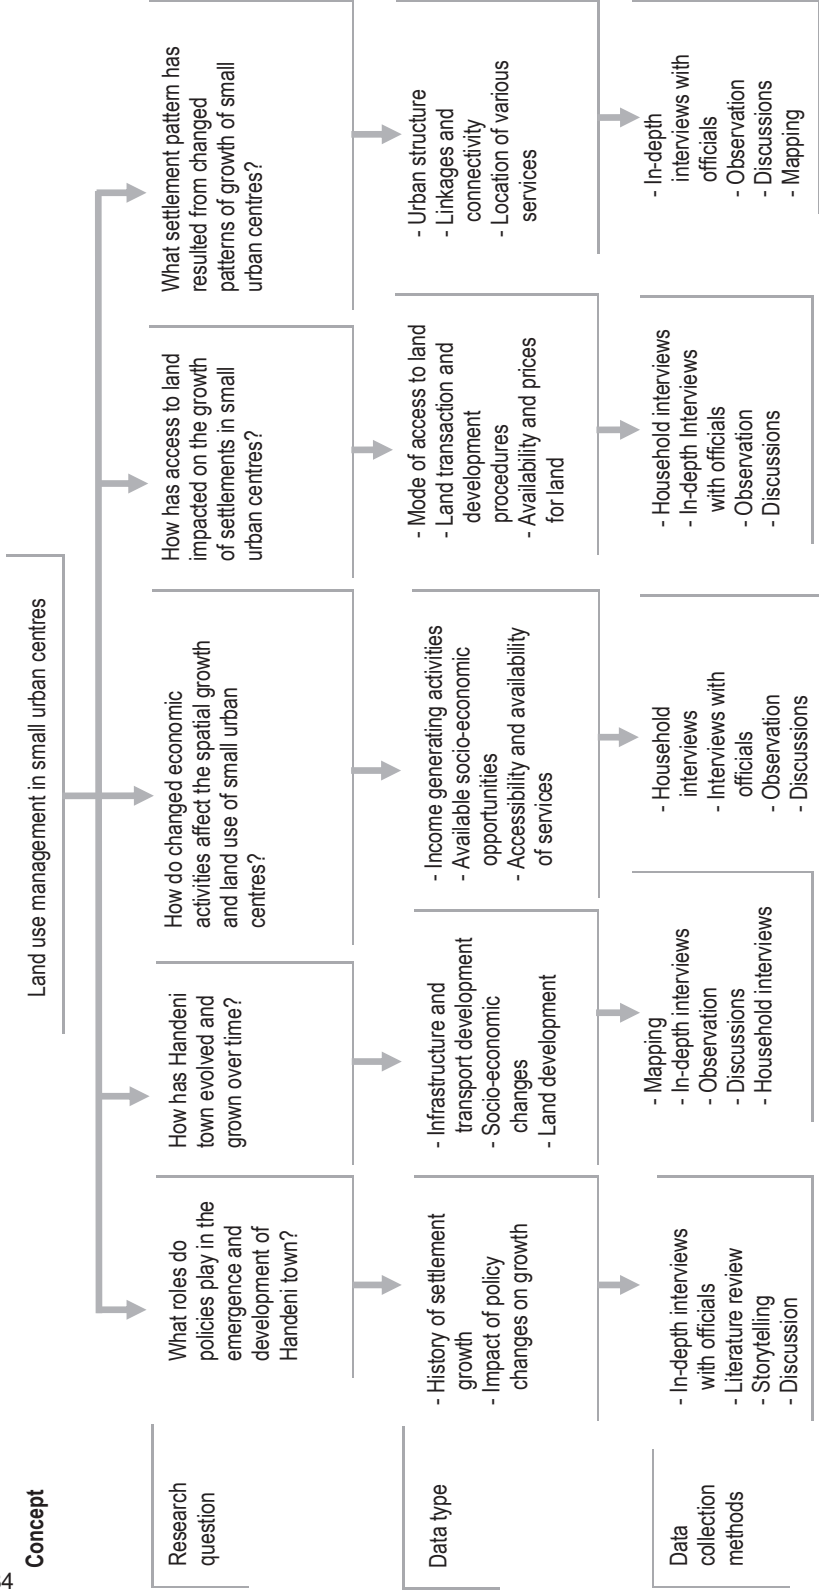 Concept
Land use management in small urban centres
Research
question
What roles do
policies play in the
emergence and
development of
Handeni town?
How has Handeni
town evolved and
grown over time?
How do changed economic
activities affect the spatial growth
and land use of small urban
centres?
How has access to land
impacted on the growth
of settlements in small
urban centres?
What settlement pattern has
resulted from changed
patterns of growth of small
urban centres?
Data type
- History of settlement
growth
- Impact of policy
changes on growth
- Infrastructure and
transport development
- Socio-economic
changes
- Land development
- Income generating activities
- Available socio-economic
opportunities
- Accessibility and availability
of services
- Mode of access to land
- Land transaction and
development
procedures
- Availability and prices
for land
- Urban structure
- Linkages and
connectivity
- Location of various
services
Data
collection
methods
- In-depth interviews
with officials
- Literature review
- Storytelling
- Discussion
- Mapping
- In-depth interviews
- Observation
- Discussions
- Household interviews
- Household
interviews
- Interviews with
officials
- Observation
- Discussions
- Household interviews
- In-depth Interviews
with officials
- Observation
- Discussions
- In-depth
interviews with
officials
- Observation
- Discussions
- Mapping